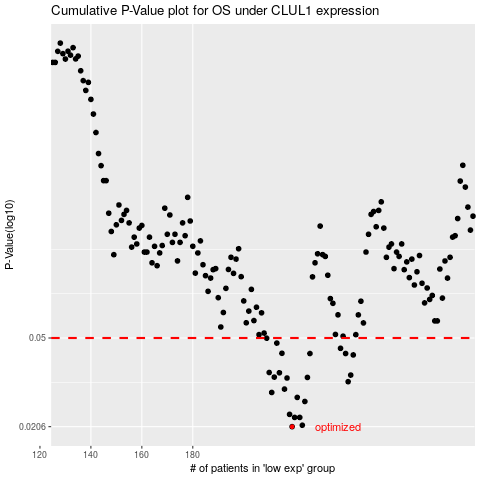 Cumulative P-Value plot for OS under CLUL1 expression
P-Value(log10)
0.05
0.0206
optimized
120 140 160 180
# of patients in 'low exp' group